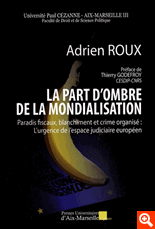 Université Paul CÉZANNE - AIX-MARSEILLE III
Faculté de Droit et de Science Politique
Adrien ROUX
Préface de
Thierry GODEFROY
CESDIP-CNRS
LA PART D'OMBRE
DE LA MONDIALISATION
Paradis fiscaux, blanchiment et crime organisé :
L'urgence de l'espace judiciaire européen
Presses Universitaires
d'Aix-Marseille